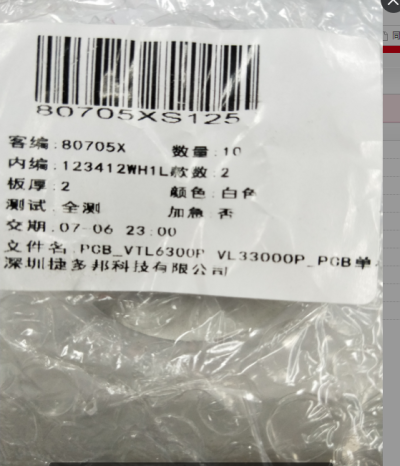 80705XS125
客编:80705X 数量:10
内编:123412WH1L 款数:2
板厚:2 颜色:白色
测试:全测 加急:否
交期:07-06 23:00
文件名:PCB_VTL6300P VL33000P_PCB单
深圳捷多邦科技有限公司